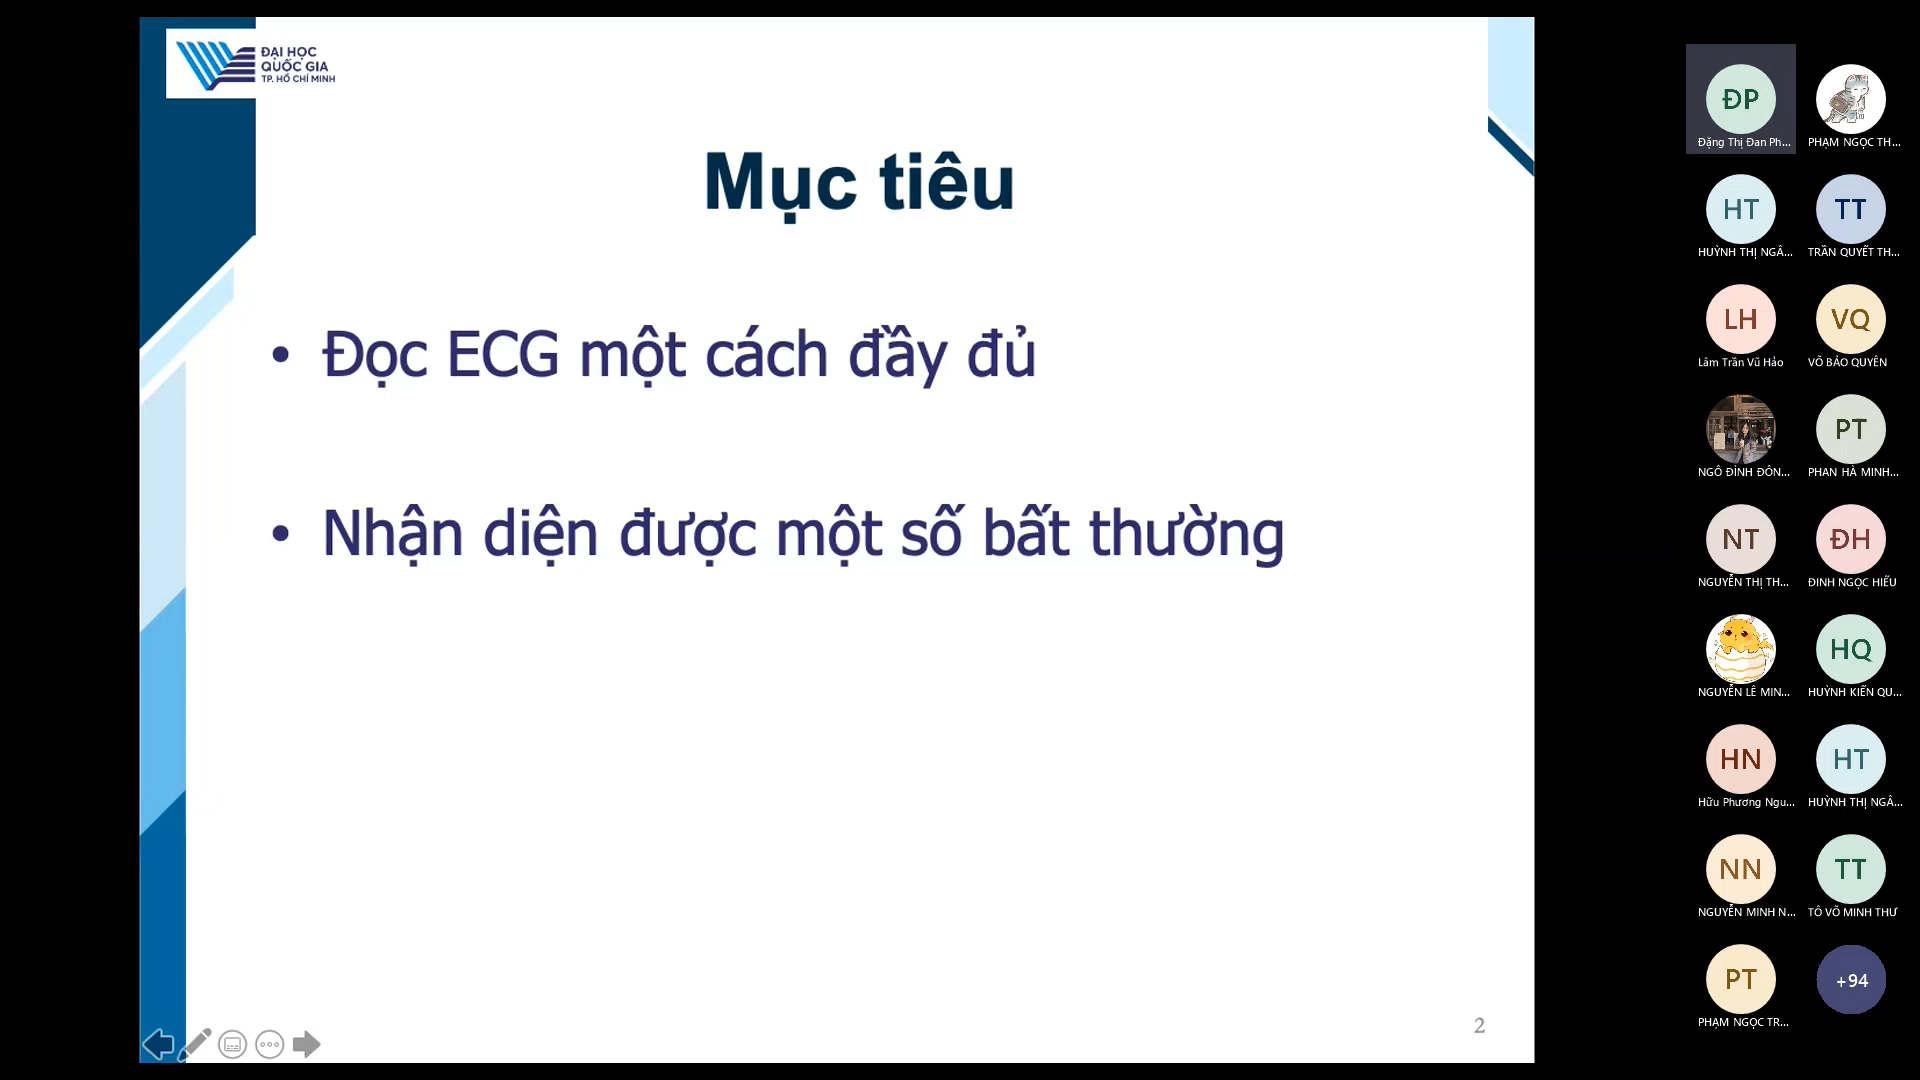 ĐẠI HỌC
QUỐC GIA
TP. HỒ CHÍ MINH
Mục tiêu
• Đọc ECG một cách đầy đủ
• Nhận diện được một số bất thường
2
ĐP
Đặng Thị Đan Ph...
PHẠM NGỌC TH...
HT
HUỲNH THỊ NGÂ...
TT
TRẦN QUYẾT TH...
LH
Lâm Trần Vũ Hảo
VQ
VÕ BẢO QUYÊN
NGÔ ĐÌNH ĐÔN...
PT
PHAN HÀ MINH...
NT
NGUYỄN THỊ TH...
ĐH
ĐINH NGỌC HIẾU
NGUYỄN LÊ MIN...
HQ
HUỲNH KIẾN QU...
HN
Hữu Phương Ngu...
HT
HUỲNH THỊ NGÂ...
NN
NGUYỄN MINH N...
TT
TÔ VÕ MINH THƯ
PT
PHẠM NGỌC TR...
+94